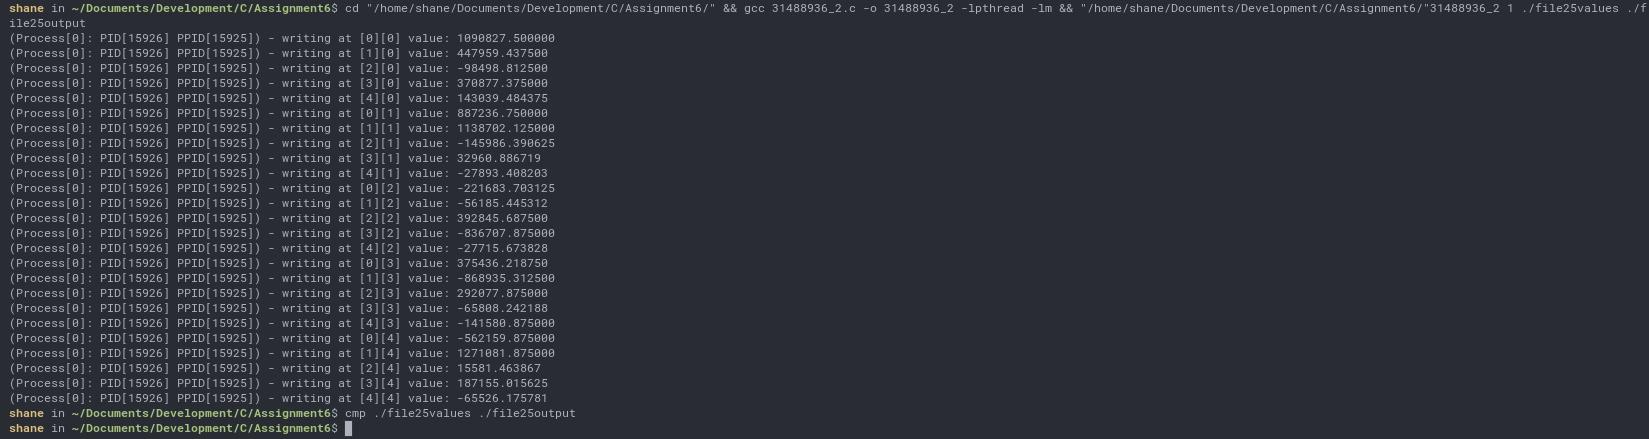 shane in ~/Documents/Development/C/Assignment6$ cd "/home/shane/Documents/Development/C/Assignment6/" && gcc 31488936_2.c -o 31488936_2 -lpthread -lm && "/home/shane/Documents/Development/C/Assignment6/"31488936_2 1 ./file25values ./f
ile25output
(Process[0]: PID[15926] PPID[15925]) - writing at [0][0] value: 1090827.500000
(Process[0]: PID[15926] PPID[15925]) - writing at [1][0] value: 447959.437500
(Process[0]: PID[15926] PPID[15925]) - writing at [2][0] value: -98498.812500
(Process[0]: PID[15926] PPID[15925]) - writing at [3][0] value: 370877.375000
(Process[0]: PID[15926] PPID[15925]) - writing at [4][0] value: 143039.484375
(Process[0]: PID[15926] PPID[15925]) - writing at [0][1] value: 887236.750000
(Process[0]: PID[15926] PPID[15925]) - writing at [1][1] value: 1138702.125000
(Process[0]: PID[15926] PPID[15925]) - writing at [2][1] value: -145986.390625
(Process[0]: PID[15926] PPID[15925]) - writing at [3][1] value: 32960.886719
(Process[0]: PID[15926] PPID[15925]) - writing at [4][1] value: -27893.408203
(Process[0]: PID[15926] PPID[15925]) - writing at [0][2] value: -221683.703125
(Process[0]: PID[15926] PPID[15925]) - writing at [1][2] value: -56185.445312
(Process[0]: PID[15926] PPID[15925]) - writing at [2][2] value: 392845.687500
(Process[0]: PID[15926] PPID[15925]) - writing at [3][2] value: -836707.875000
(Process[0]: PID[15926] PPID[15925]) - writing at [4][2] value: -27715.673828
(Process[0]: PID[15926] PPID[15925]) - writing at [0][3] value: 375436.218750
(Process[0]: PID[15926] PPID[15925]) - writing at [1][3] value: -868935.312500
(Process[0]: PID[15926] PPID[15925]) - writing at [2][3] value: 292077.875000
(Process[0]: PID[15926] PPID[15925]) - writing at [3][3] value: -65808.242188
(Process[0]: PID[15926] PPID[15925]) - writing at [4][3] value: -141580.875000
(Process[0]: PID[15926] PPID[15925]) - writing at [0][4] value: -562159.875000
(Process[0]: PID[15926] PPID[15925]) - writing at [1][4] value: 1271081.875000
(Process[0]: PID[15926] PPID[15925]) - writing at [2][4] value: 15581.463867
(Process[0]: PID[15926] PPID[15925]) - writing at [3][4] value: 187155.015625
(Process[0]: PID[15926] PPID[15925]) - writing at [4][4] value: -65526.175781
shane in ~/Documents/Development/C/Assignment6$ cmp ./file25values ./file25output
shane in ~/Documents/Development/C/Assignment6$